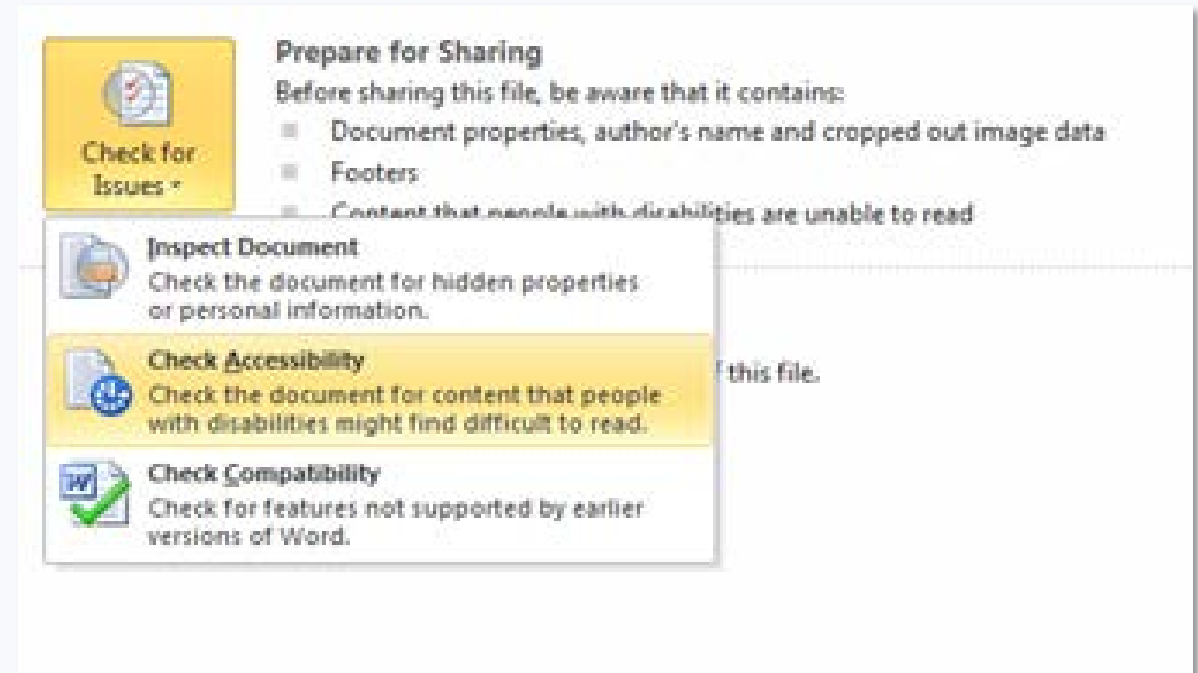 Prepare for Sharing
Before sharing this file, be aware that it contains:
Document properties, author's name and cropped out image data
Footers
Content that people with disabilities are unable to read
Check for
Issues
Inspect Document
Check the document for hidden properties
or personal information.
Check Accessibility
Check the document for content that people
with disabilities might find difficult to read.
Check Compatibility
Check for features not supported by earlier
versions of Word.
this file.